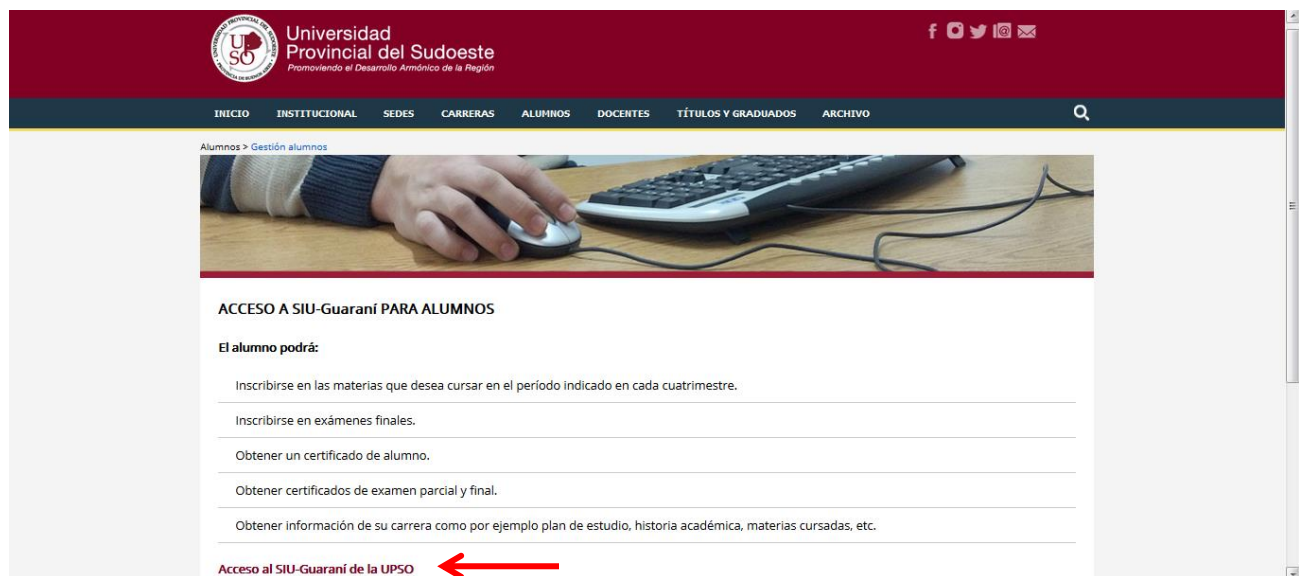 Universidad
Provincial del Sudoeste
Promoviendo el Desarrollo Armónico de la Región
UPSO
INICIO INSTITUCIONAL SEDES CARRERAS ALUMNOS DOCENTES TÍTULOS Y GRADUADOS ARCHIVO
Alumnos > Gestión alumnos
ACCESO A SIU-Guaraní PARA ALUMNOS
El alumno podrá:
Inscribirse en las materias que desea cursar en el período indicado en cada cuatrimestre.
Inscribirse en exámenes finales.
Obtener un certificado de alumno.
Obtener certificados de examen parcial y final.
Obtener información de su carrera como por ejemplo plan de estudio, historia académica, materias cursadas, etc.
Acceso al SIU-Guaraní de la UPSO